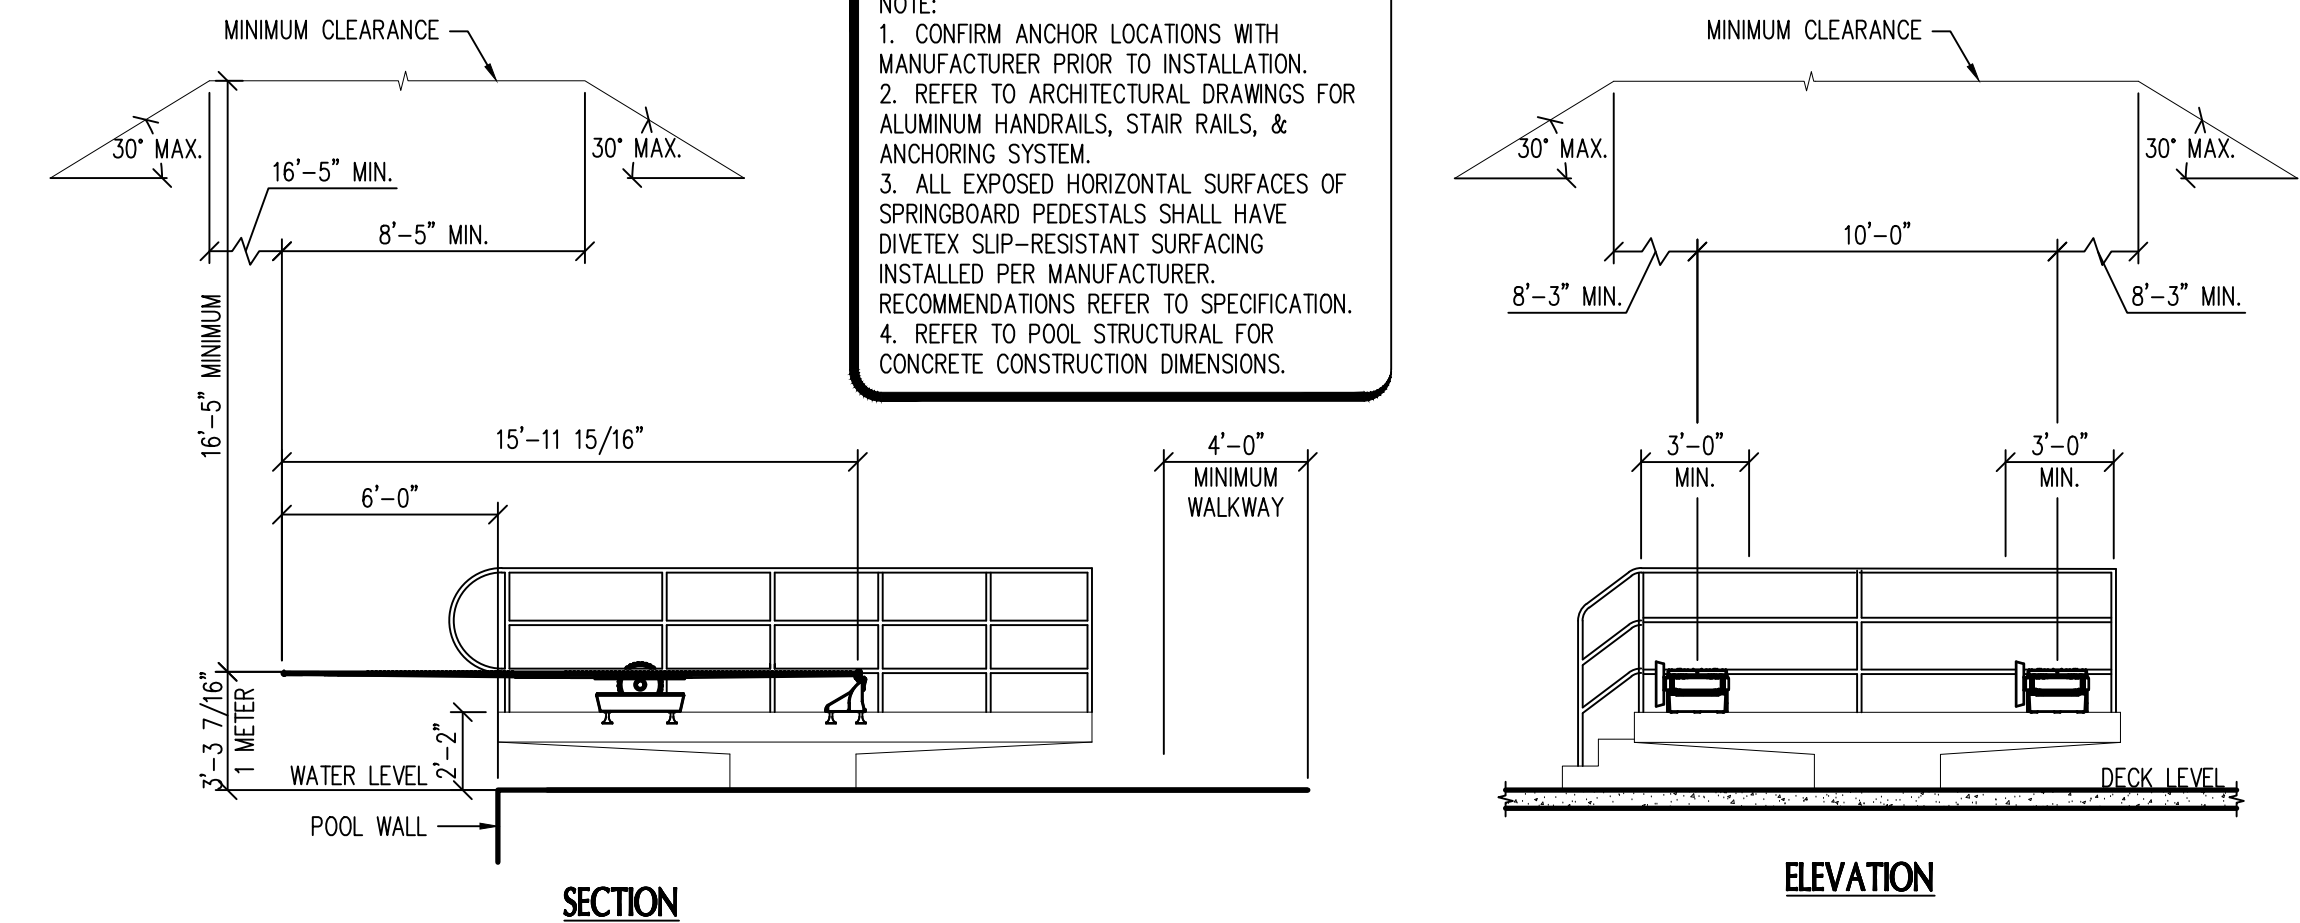 MINIMUM CLEARANCE
30° MAX.
30° MAX.
16'-5" MIN.
8'-5" MIN.
16'-5" MINIMUM
15'-11 15/16"
6'-0"
4'-0"
MINIMUM
WALKWAY
3'-3 7/16"
1 METER
2'-2"
WATER LEVEL
POOL WALL
SECTION
NOTE:
1. CONFIRM ANCHOR LOCATIONS WITH
MANUFACTURER PRIOR TO INSTALLATION.
2. REFER TO ARCHITECTURAL DRAWINGS FOR
ALUMINUM HANDRAILS, STAIR RAILS, &
ANCHORING SYSTEM.
3. ALL EXPOSED HORIZONTAL SURFACES OF
SPRINGBOARD PEDESTALS SHALL HAVE
DIVETEX SLIP-RESISTANT SURFACING
INSTALLED PER MANUFACTURER.
RECOMMENDATIONS REFER TO SPECIFICATION.
4. REFER TO POOL STRUCTURAL FOR
CONCRETE CONSTRUCTION DIMENSIONS.
MINIMUM CLEARANCE
30° MAX.
30° MAX.
10'-0"
8'-3" MIN.
8'-3" MIN.
3'-0"
MIN.
3'-0"
MIN.
DECK LEVEL
ELEVATION